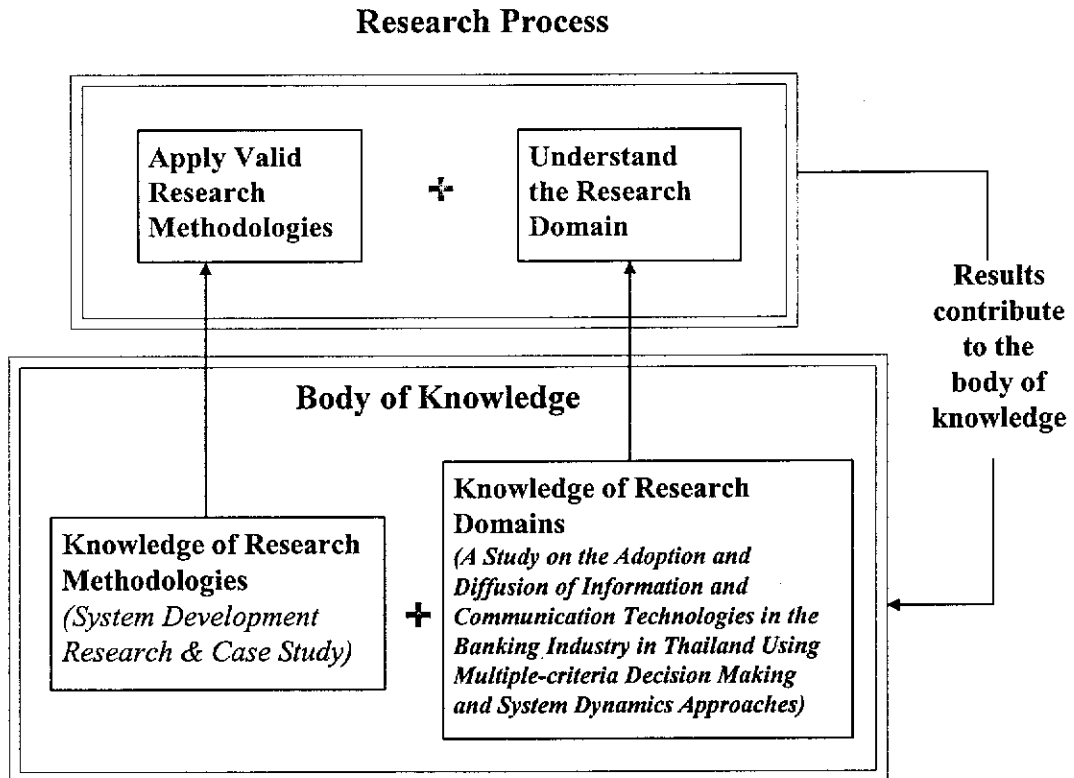 Research Process
Apply Valid
Research
Methodologies
+
Understand
the Research
Domain
Results
contribute
to the
body of
knowledge
Body of Knowledge
Knowledge of Research
Methodologies
(System Development
Research & Case Study)
+
Knowledge of Research
Domains
(A Study on the Adoption and
Diffusion of Information and
Communication Technologies in the
Banking Industry in Thailand Using
Multiple-criteria Decision Making
and System Dynamics Approaches)